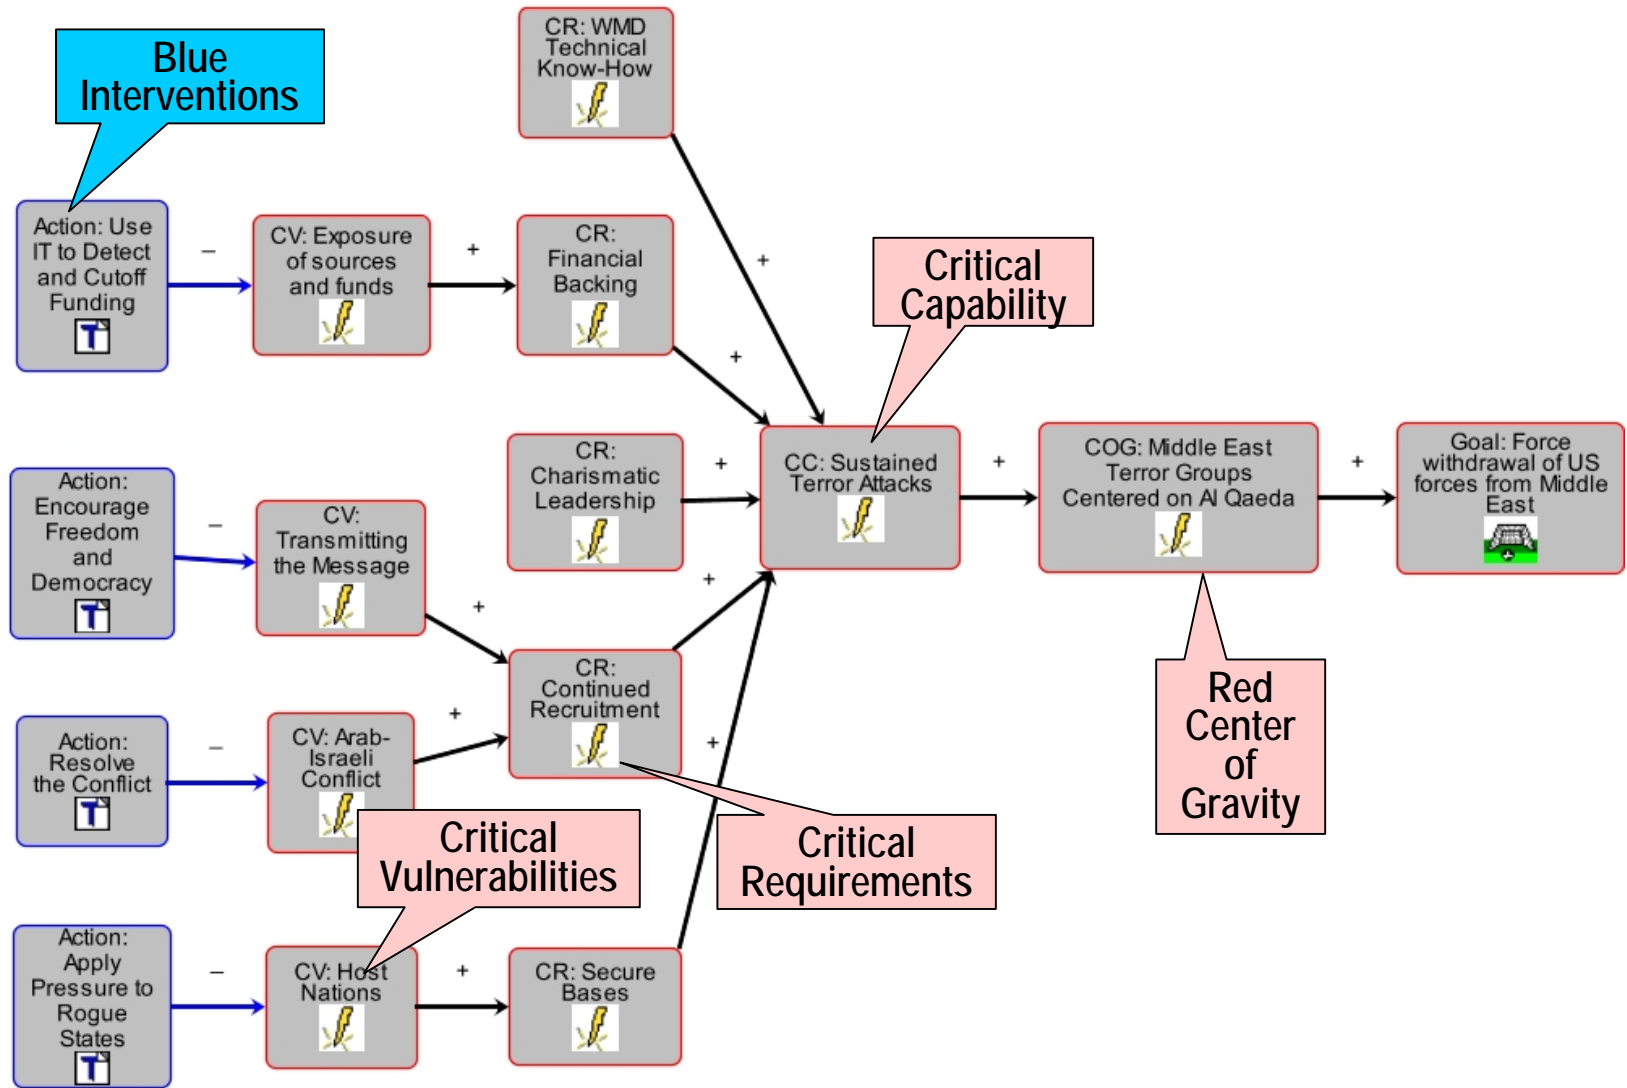 CR: WMD
Technical
Know-How
Blue
Interventions
Action: Use
IT to Detect
and Cutoff
Funding
T
–
CV: Exposure
of sources
and funds
+
CR:
Financial
Backing
+
+
Critical
Capability
Action:
Encourage
Freedom
and
Democracy
T
–
CV:
Transmitting
the Message
+
CR:
Charismatic
Leadership
+
CC: Sustained
Terror Attacks
+
COG: Middle East
Terror Groups
Centered on Al Qaeda
+
Goal: Force
withdrawal of US
forces from Middle
East
Action:
Resolve
the Conflict
T
–
CV: Arab-
Israeli
Conflict
+
CR:
Continued
Recruitment
+
+
Red
Center
of
Gravity
Critical
Vulnerabilities
Critical
Requirements
Action:
Apply
Pressure to
Rogue
States
T
–
CV: Host
Nations
+
CR: Secure
Bases